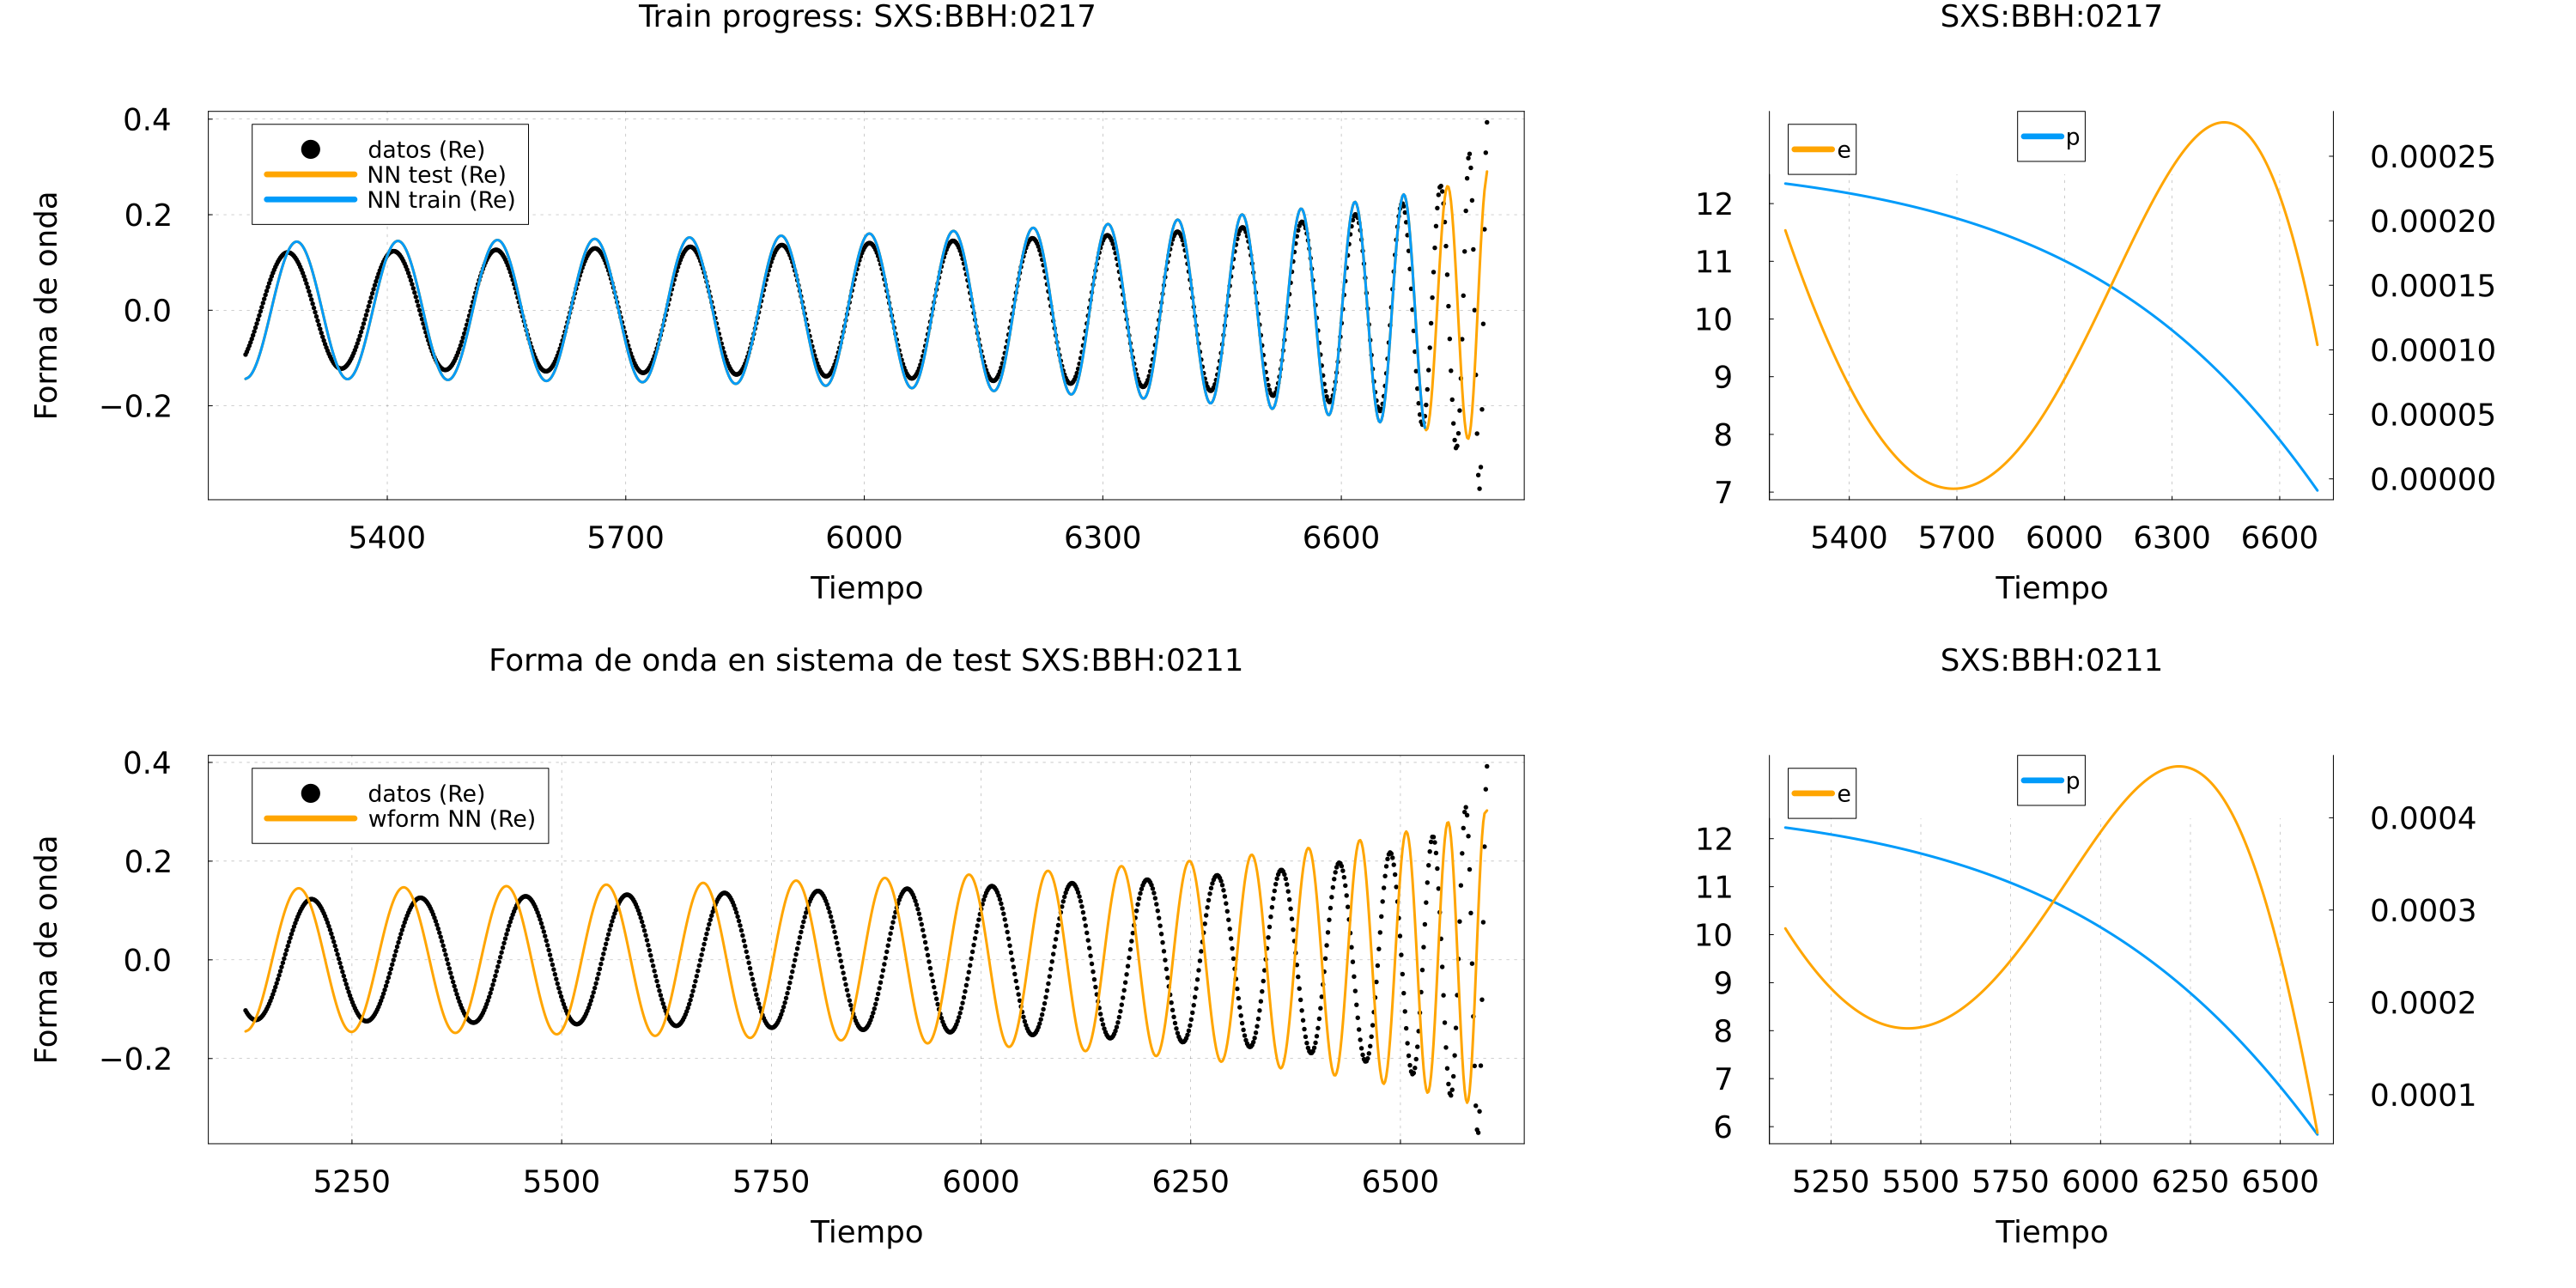 Train progress: SXS:BBH:0217
Forma de onda
0.4
0.2
0.0
−0.2
datos (Re)
NN test (Re)
NN train (Re)
5400 5700 6000 6300 6600
Tiempo
SXS:BBH:0217
e
p
12
11
10
9
8
7
0.00025
0.00020
0.00015
0.00010
0.00005
0.00000
5400 5700 6000 6300 6600
Tiempo
Forma de onda en sistema de test SXS:BBH:0211
Forma de onda
0.4
0.2
0.0
−0.2
datos (Re)
wform NN (Re)
5250 5500 5750 6000 6250 6500
Tiempo
SXS:BBH:0211
e
p
12
11
10
9
8
7
6
0.0004
0.0003
0.0002
0.0001
5250 5500 5750 6000 6250 6500
Tiempo